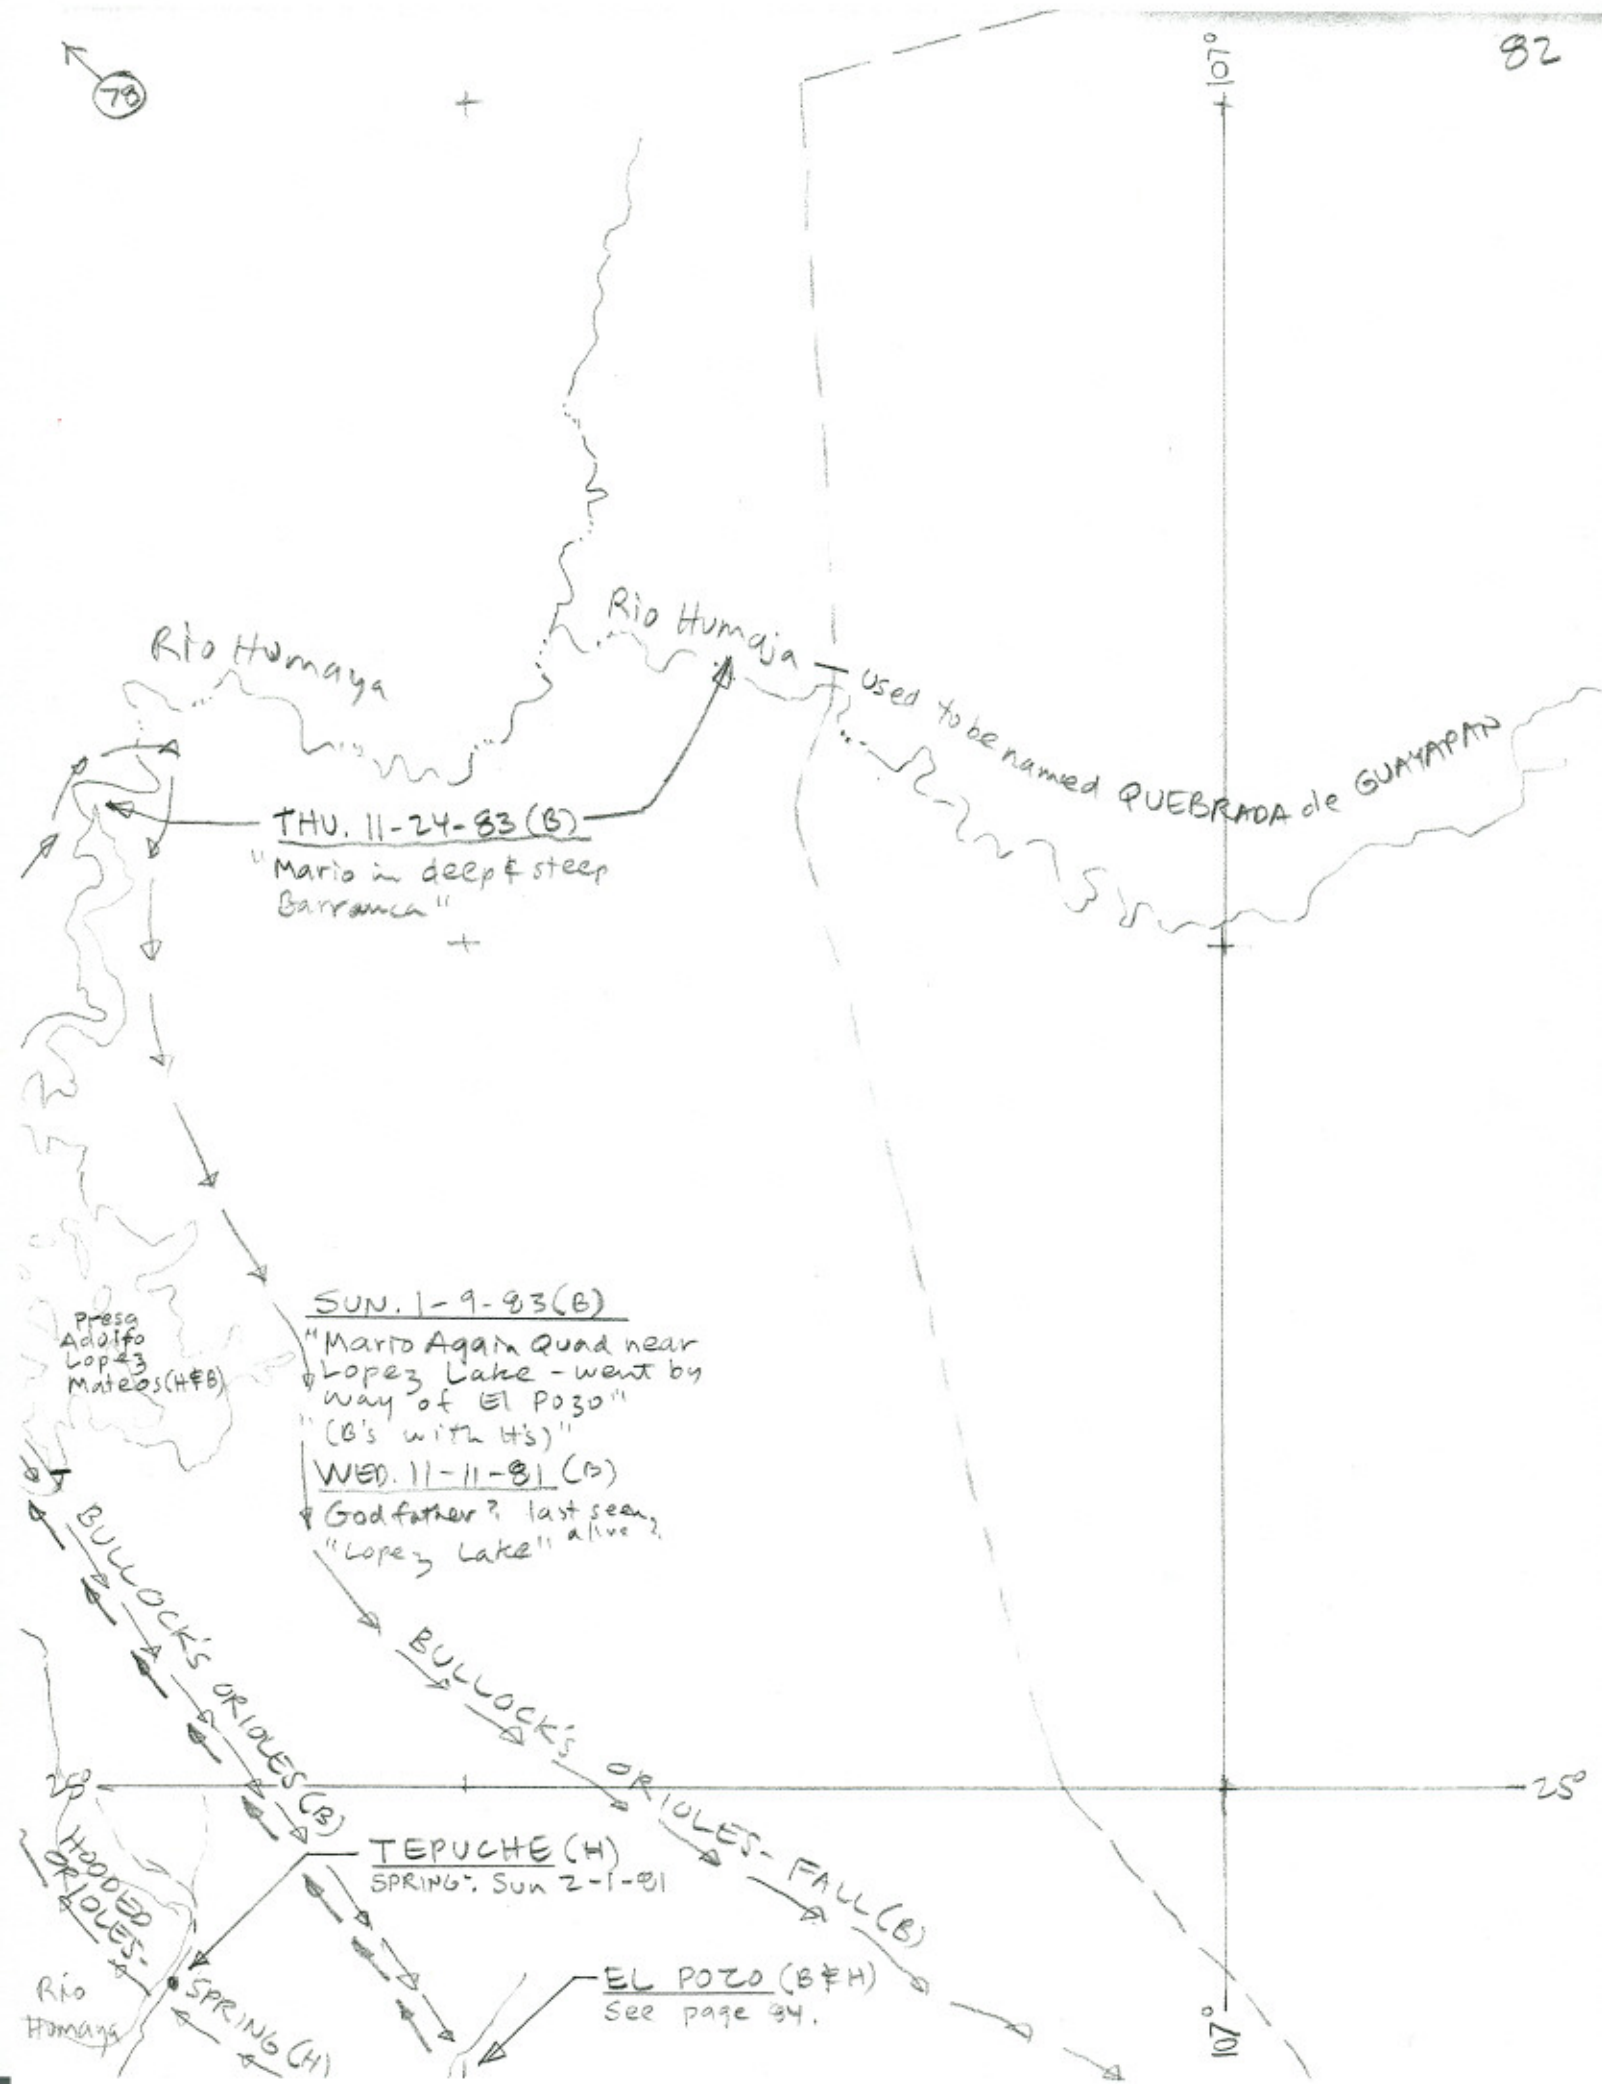 78
107°
82
Rio Humaya
Rio Humaja
used to be named QUEBRADA de GUAYAPAN
THU. 11-24-83 (B)
"Mario in deep & steep
Barranca"
Presa
Adolfo
Lopez
Mateos (H&B)
SUN. 1-9-83 (B)
"Mario Again Quad near
Lopez Lake - went by
way of El Pozo"
"(B's with H's)"
WED. 11-11-81 (B)
Godfather? last seen,
alive?
"Lopez Lake"
BULLOCK'S ORIOLES (B)
BULLOCK'S ORIOLES - FALL (B)
25°
25°
TEPUCHE (H)
SPRING: Sun 2-1-81
HOODED
ORIOLES -
SPRING (H)
Rio
Humaya
EL POZO (B&H)
See page 84.
107°